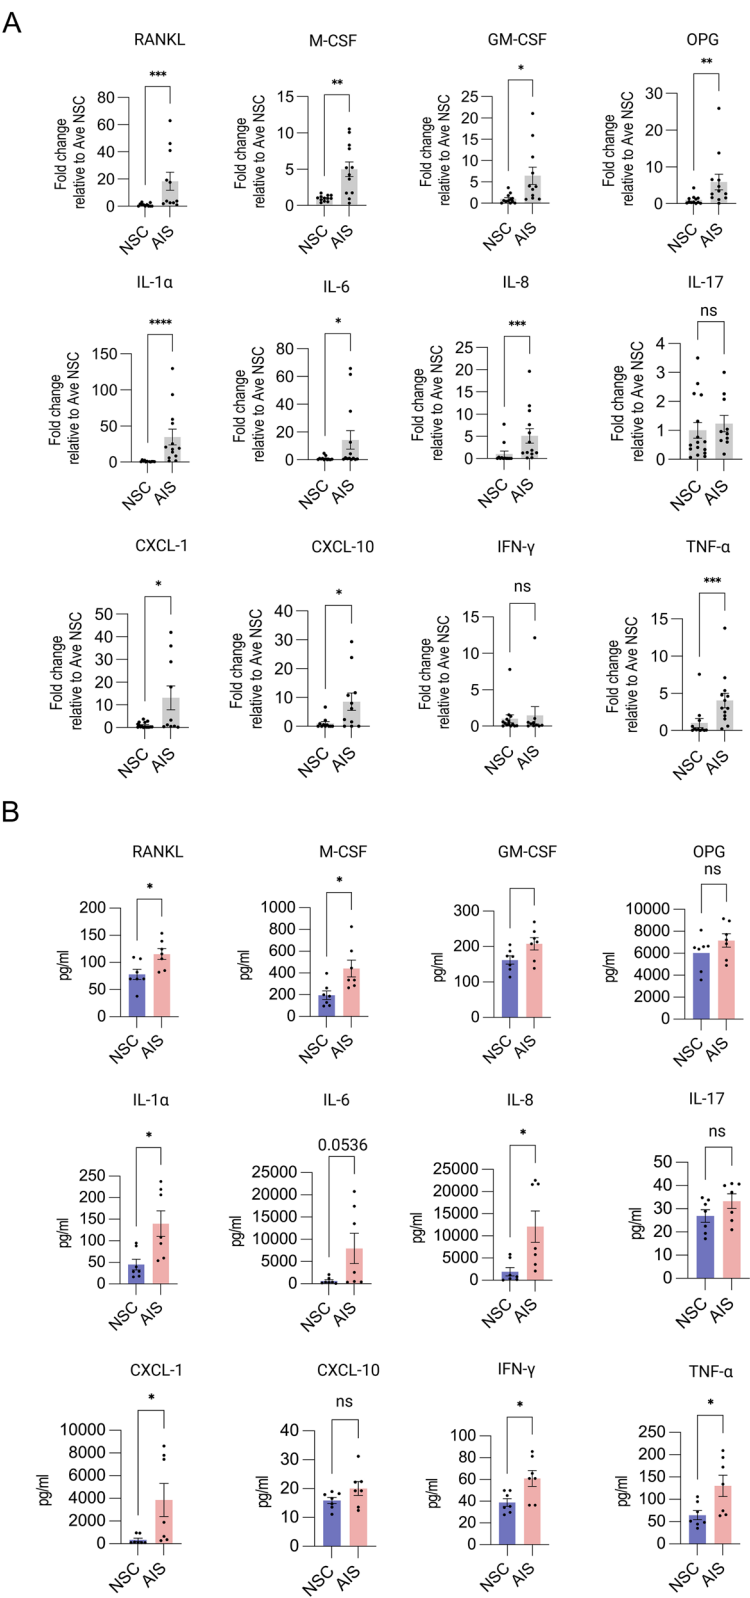 A
RANKL M-CSF GM-CSF OPG
*** ** * **
Fold change relative to Ave NSC
80 60 40 20 0
NSC AIS
Fold change relative to Ave NSC
15 10 5 0
NSC AIS
Fold change relative to Ave NSC
25 20 15 10 5 0
NSC AIS
Fold change relative to Ave NSC
30 20 10 0
NSC AIS
IL-1α IL-6 IL-8 IL-17
**** * *** ns
Fold change relative to Ave NSC
150 100 50 0
NSC AIS
Fold change relative to Ave NSC
80 60 40 20 0
NSC AIS
Fold change relative to Ave NSC
25 20 15 10 5 0
NSC AIS
Fold change relative to Ave NSC
4 3 2 1 0
NSC AIS
CXCL-1 CXCL-10 IFN-γ TNF-α
* * ns ***
Fold change relative to Ave NSC
50 40 30 20 10 0
NSC AIS
Fold change relative to Ave NSC
40 30 20 10 0
NSC AIS
Fold change relative to Ave NSC
15 10 5 0
NSC AIS
Fold change relative to Ave NSC
15 10 5 0
NSC AIS
B
RANKL M-CSF GM-CSF OPG
* * ns
pg/ml
200 150 100 50 0
NSC AIS
pg/ml
1000 800 600 400 200 0
NSC AIS
pg/ml
300 200 100 0
NSC AIS
pg/ml
10000 8000 6000 4000 2000 0
NSC AIS
IL-1α IL-6 IL-8 IL-17
* 0.0536 * ns
pg/ml
250 200 150 100 50 0
NSC AIS
pg/ml
25000 20000 15000 10000 5000 0
NSC AIS
pg/ml
25000 20000 15000 10000 5000 0
NSC AIS
pg/ml
50 40 30 20 10 0
NSC AIS
CXCL-1 CXCL-10 IFN-γ TNF-α
* ns * *
pg/ml
10000 8000 6000 4000 2000 0
NSC AIS
pg/ml
40 30 20 10 0
NSC AIS
pg/ml
100 80 60 40 20 0
NSC AIS
pg/ml
250 200 150 100 50 0
NSC AIS